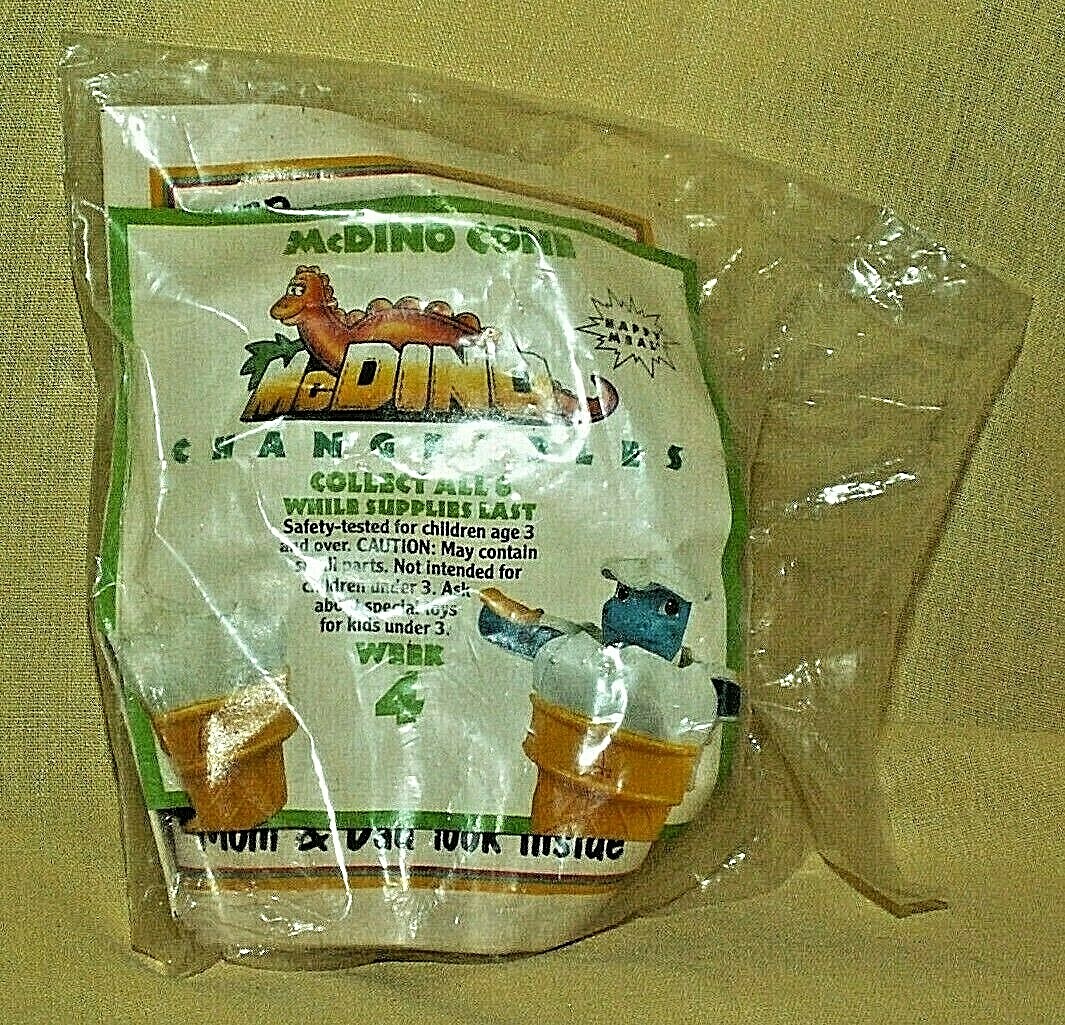 McDINO CONE
HAPPY
MEAL
McDINO
CHANGEABLES
COLLECT ALL 6
WHILE SUPPLIES LAST
Safety-tested for children age 3
and over. CAUTION: May contain
small parts. Not intended for
children under 3. Ask
about special toys
for kids under 3.
WEEK
4
Mom & Dad look inside